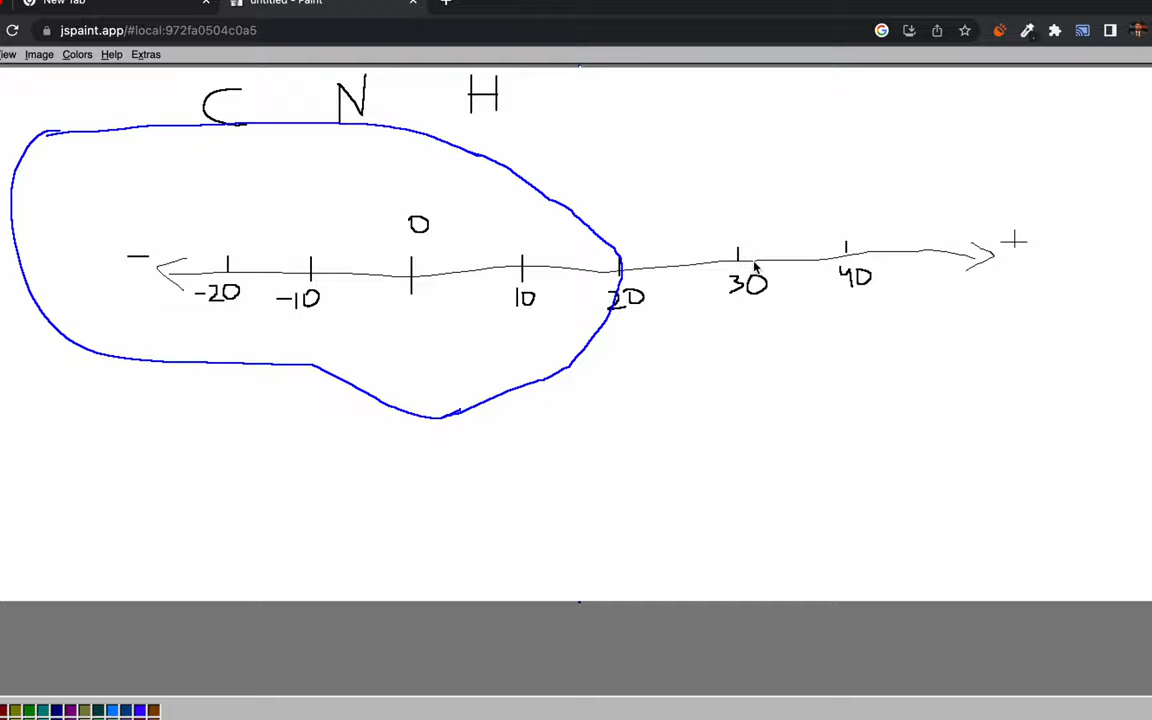 New Tab untitled - Paint
jspaint.app/#local:972fa0504c0a5
iew Image Colors Help Extras
C N H
0
- +
-20 -10 10 20 30 40